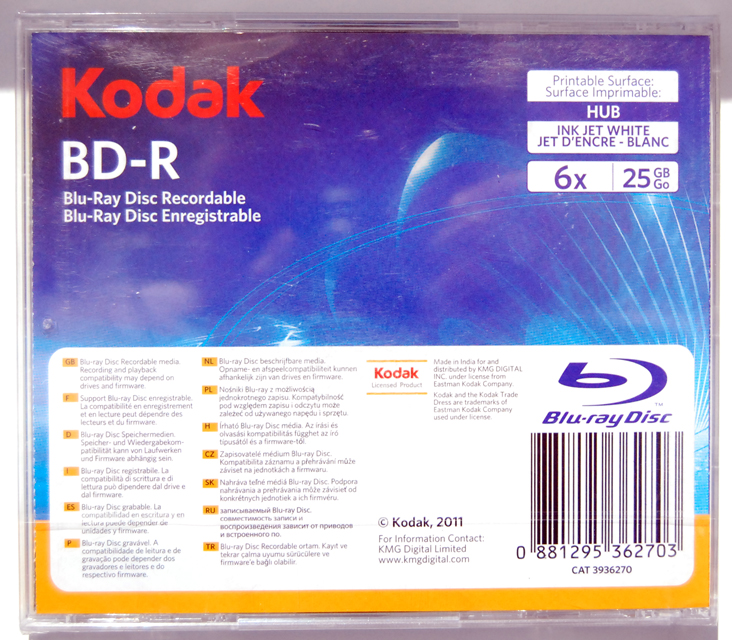 Kodak
BD-R
Blu-Ray Disc Recordable
Blu-Ray Disc Enregistrable
Printable Surface:
Surface Imprimable:
HUB
INK JET WHITE
JET D'ENCRE - BLANC
6x 25 GB Go
GB Blu-ray Disc Recordable media.
Recording and playback
compatibility may depend on
drives and firmware.
F Support Blu-ray Disc enregistrable.
La compatibilité en enregistrement
et en lecture peut dépendre des
lecteurs et du firmware.
D Blu-ray Disc Speichermedien.
Speicher- und Wiedergabekom-
patibilität kann von Laufwerken
und Firmware abhängig sein.
I Blu-ray Disc registrabile. La
compatibilità di scrittura e di
lettura può dipendere dal drive e
dal firmware.
ES Blu-ray Disc grabable. La
compatibilidad en escritura y en
lectura puede depender de
unidades y firmware.
P Blu-ray Disc gravável. A
compatibilidade de leitura e de
gravação pode depender dos
gravadores e leitores e do
respectivo firmware.
NL Blu-ray Disc beschrijfbare media.
Opname- en afspeelcompatibiliteit kunnen
afhankelijk zijn van drives en firmware.
PL Nośniki Blu-ray z możliwością
jednokrotnego zapisu. Kompatybilność
pod względem zapisu i odczytu może
zależeć od używanego napędu i sprzętu.
H Írható Blu-ray Disc média. Az írási és
olvasási kompatibilitás függhet az író
típusától és a firmware-től.
CZ Zapisovatelné médium Blu-ray Disc.
Kompatibilita záznamu a přehrávání může
záviset na jednotkách a firmwaru.
SK Nahráva teľné médiá Blu-ray Disc. Podpora
nahrávania a prehrávania môže závisieť od
konkrétnych jednotiek a ich firmvéru.
RU записываемый Blu-ray Disc.
совместимость записи и
воспроизведения зависит от приводов
и встроенного по.
TR Blu-ray Disc Recordable ortam. Kayıt ve
tekrar çalma uyumu sürücülere ve
firmware'e bağlı olabilir.
Kodak
Licensed Product
Made in India for and
distributed by KMG DIGITAL
INC. under license from
Eastman Kodak Company.
Kodak and the Kodak Trade
Dress are trademarks of
Eastman Kodak Company
used under license.
© Kodak, 2011
For Information Contact:
KMG Digital Limited
www.kmgdigital.com
Blu-ray Disc™
0 881295 362703
CAT 3936270